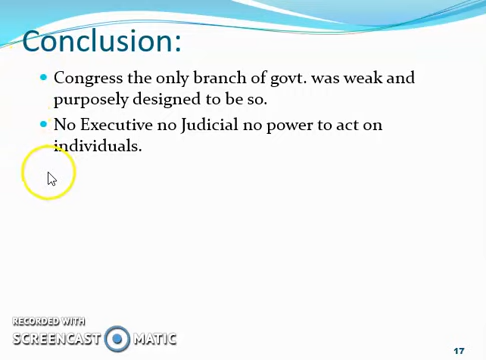 Conclusion:
Congress the only branch of govt. was weak and
purposely designed to be so.
No Executive no Judicial no power to act on
individuals.
RECORDED WITH
SCREENCAST MATIC
17